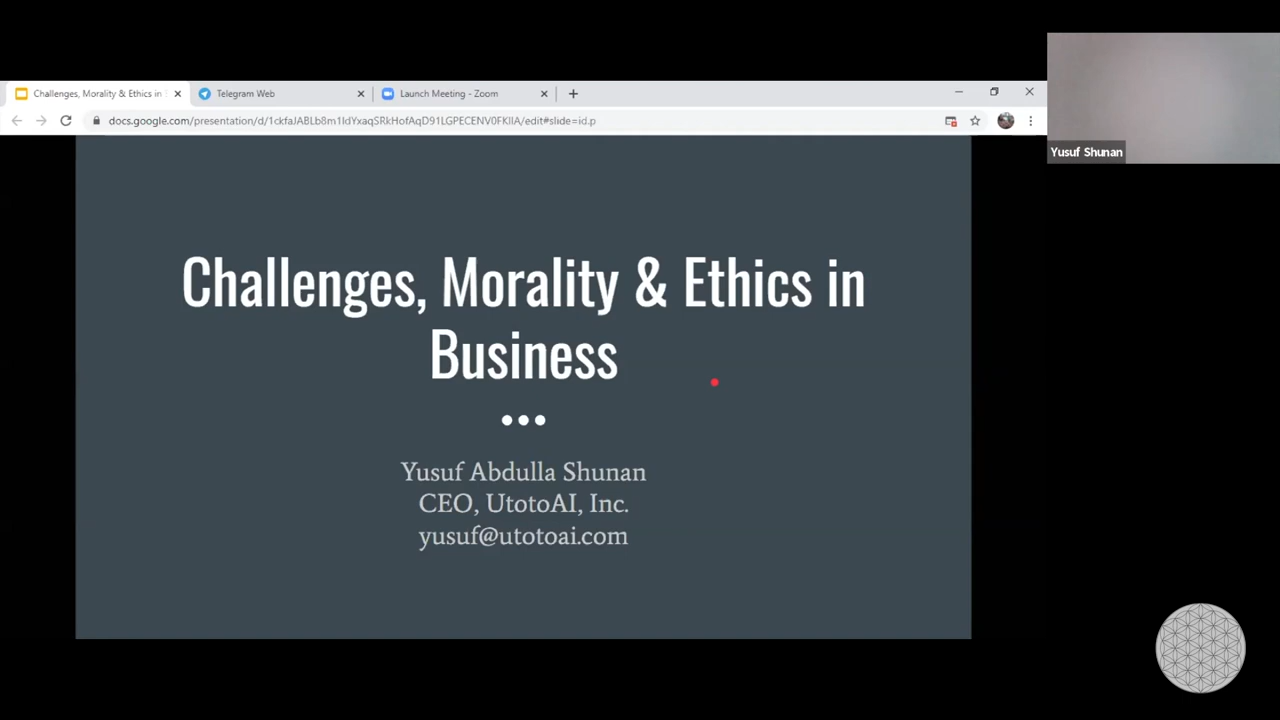 Challenges, Morality & Ethics in
Telegram Web
Launch Meeting - Zoom
docs.google.com/presentation/d/1ckfaJABLb8m1IdYxaqSRkHofAqD91LGPECENV0FKIIA/edit#slide=id.p
Yusuf Shunan
Challenges, Morality & Ethics in
Business
Yusuf Abdulla Shunan
CEO, UtotoAI, Inc.
yusuf@utotoai.com